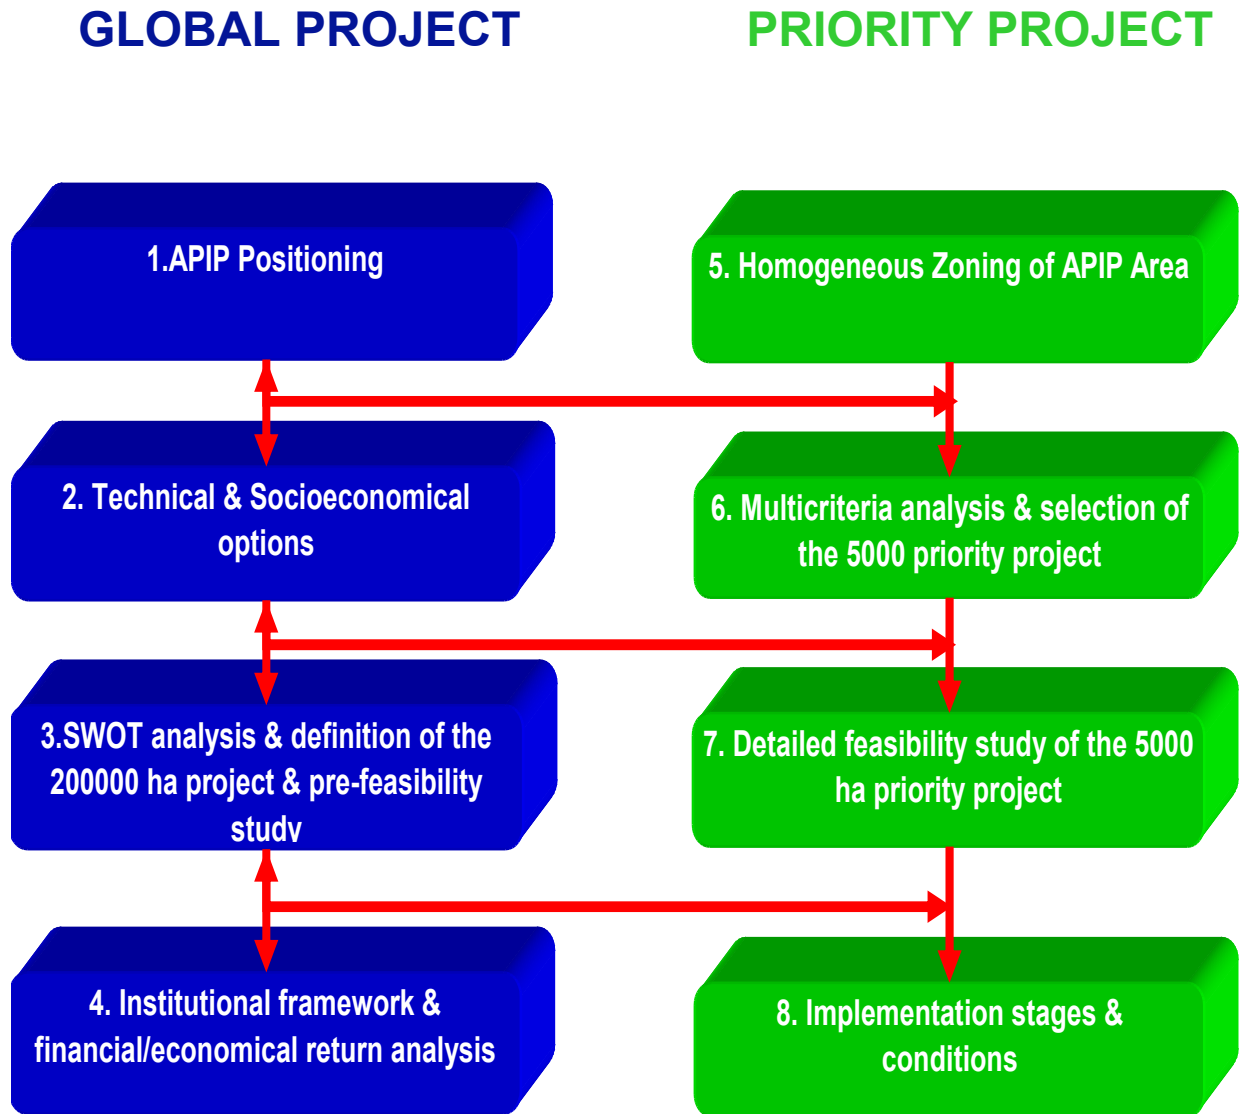 GLOBAL PROJECT
PRIORITY PROJECT
1.APIP Positioning
2. Technical & Socioeconomical
options
3.SWOT analysis & definition of the
200000 ha project & pre-feasibility
study
4. Institutional framework &
financial/economical return analysis
5. Homogeneous Zoning of APIP Area
6. Multicriteria analysis & selection of
the 5000 priority project
7. Detailed feasibility study of the 5000
ha priority project
8. Implementation stages &
conditions